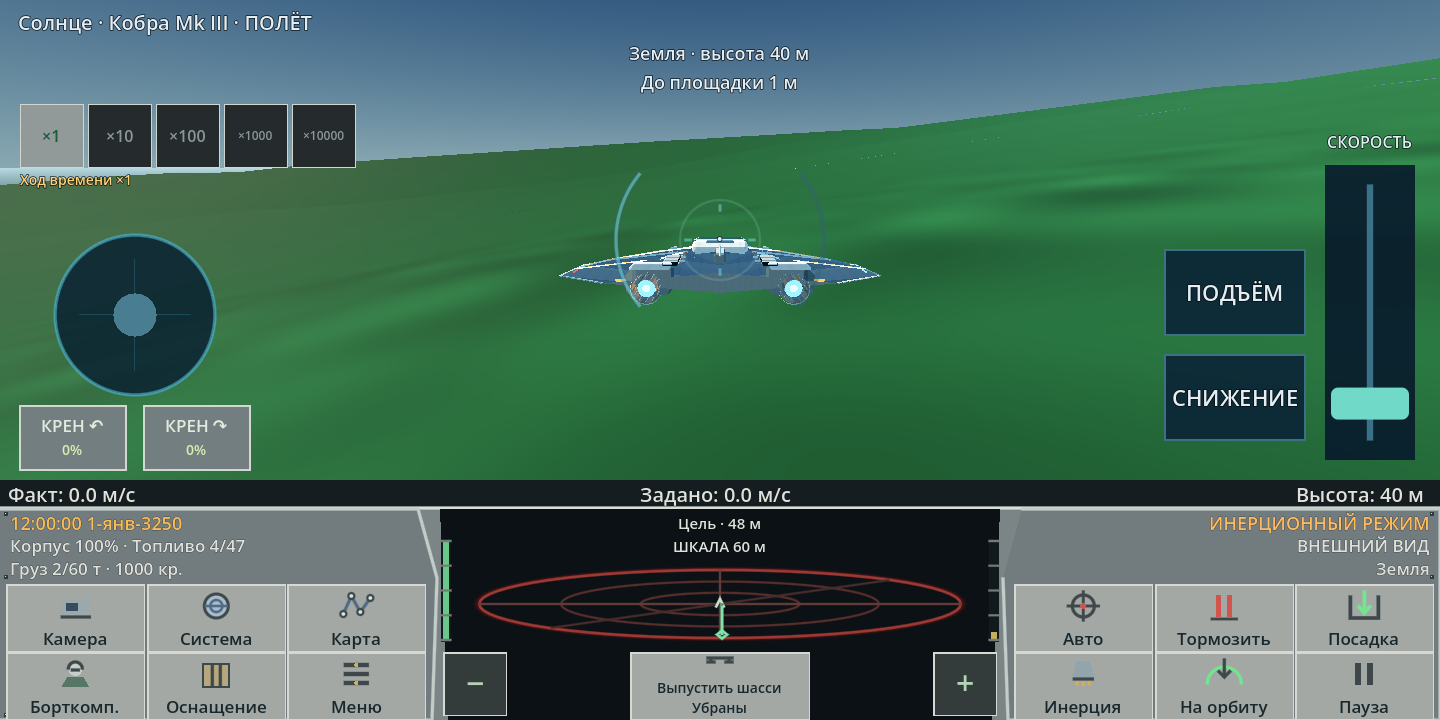 Солнце · Кобра Mk III · ПОЛЁТ
Земля · высота 40 м
До площадки 1 м
×1
×10
×100
×1000
×10000
Ход времени ×1
СКОРОСТЬ
ПОДЪЁМ
СНИЖЕНИЕ
КРЕН ↶
0%
КРЕН ↷
0%
Факт: 0.0 м/с
Задано: 0.0 м/с
Высота: 40 м
12:00:00 1-янв-3250
Корпус 100% · Топливо 4/47
Груз 2/60 т · 1000 кр.
Цель · 48 м
ШКАЛА 60 м
ИНЕРЦИОННЫЙ РЕЖИМ
ВНЕШНИЙ ВИД
Земля
Камера
Система
Карта
Борткомп.
Оснащение
Меню
−
Выпустить шасси
Убраны
+
Авто
Тормозить
Посадка
Инерция
На орбиту
Пауза